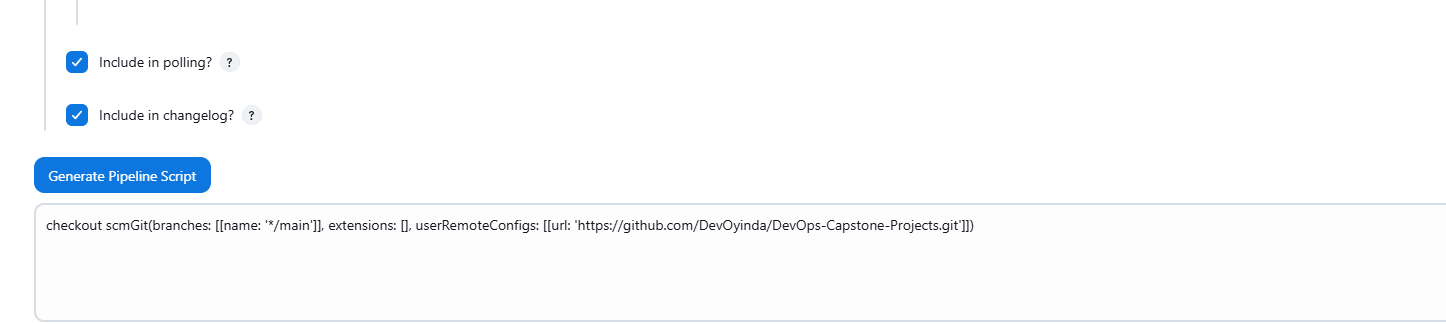 Include in polling? ?
Include in changelog? ?
Generate Pipeline Script
checkout scmGit(branches: [[name: '*/main']], extensions: [], userRemoteConfigs: [[url: 'https://github.com/DevOyinda/DevOps-Capstone-Projects.git']])